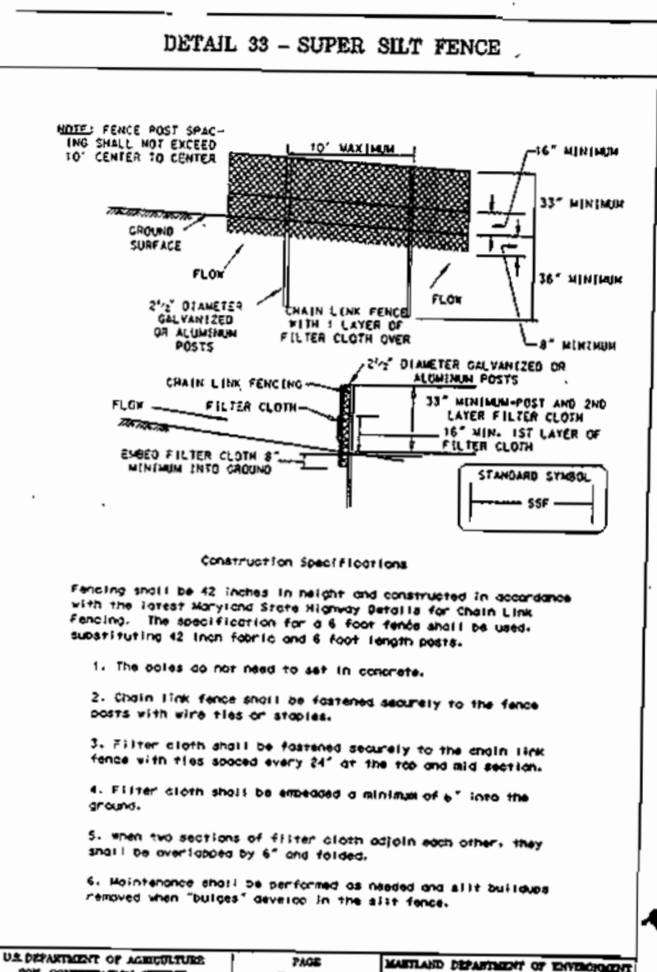 DETAIL 33 - SUPER SILT FENCE
NOTE: FENCE POST SPAC-
ING SHALL NOT EXCEED
10' CENTER TO CENTER
10' MAXIMUM
16" MINIMUM
33" MINIMUM
GROUND
SURFACE
FLOW
FLOW
36" MINIMUM
2½" DIAMETER
GALVANIZED
OR ALUMINUM
POSTS
CHAIN LINK FENCE
WITH 1 LAYER OF
FILTER CLOTH OVER
8" MINIMUM
2½" DIAMETER GALVANIZED OR
ALUMINUM POSTS
CHAIN LINK FENCING
FLOW
FILTER CLOTH
33" MINIMUM-POST AND 2ND
LAYER FILTER CLOTH
16" MIN. 1ST LAYER OF
FILTER CLOTH
EMBED FILTER CLOTH 8"
MINIMUM INTO GROUND
STANDARD SYMBOL
SSF
Construction Specifications
Fencing shall be 42 inches in height and constructed in accordance
with the latest Maryland State Highway Details for Chain Link
Fencing. The specification for a 6 foot fence shall be used,
substituting 42 inch fabric and 6 foot length posts.
1. The poles do not need to set in concrete.
2. Chain link fence shall be fastened securely to the fence
posts with wire ties or staples.
3. Filter cloth shall be fastened securely to the chain link
fence with ties spaced every 24" at the top and mid section.
4. Filter cloth shall be embedded a minimum of 6" into the
ground.
5. When two sections of filter cloth adjoin each other, they
shall be overlapped by 6" and folded.
6. Maintenance shall be performed as needed and silt buildups
removed when "bulges" develop in the silt fence.
U.S. DEPARTMENT OF AGRICULTURE
PAGE
MARYLAND DEPARTMENT OF ENVIRONMENT